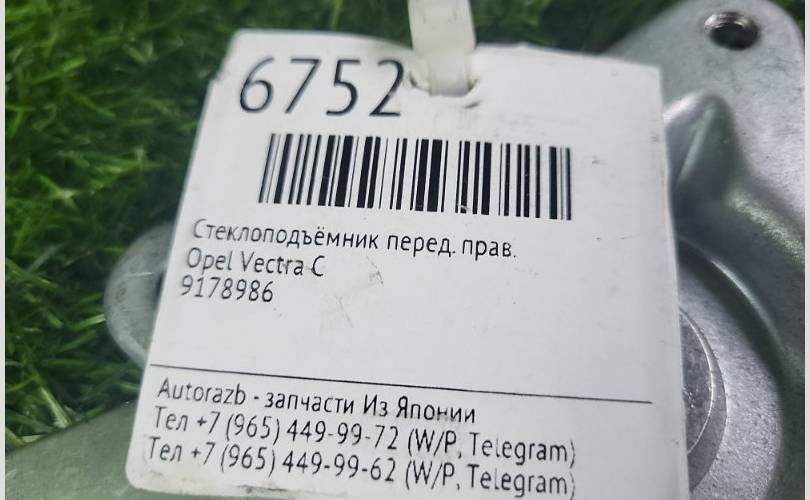 6752
Стеклоподъёмник перед. прав.
Opel Vectra C
9178986
Autorazb - запчасти Из Японии
Тел +7 (965) 449-99-72 (W/P, Telegram)
Тел +7 (965) 449-99-62 (W/P, Telegram)